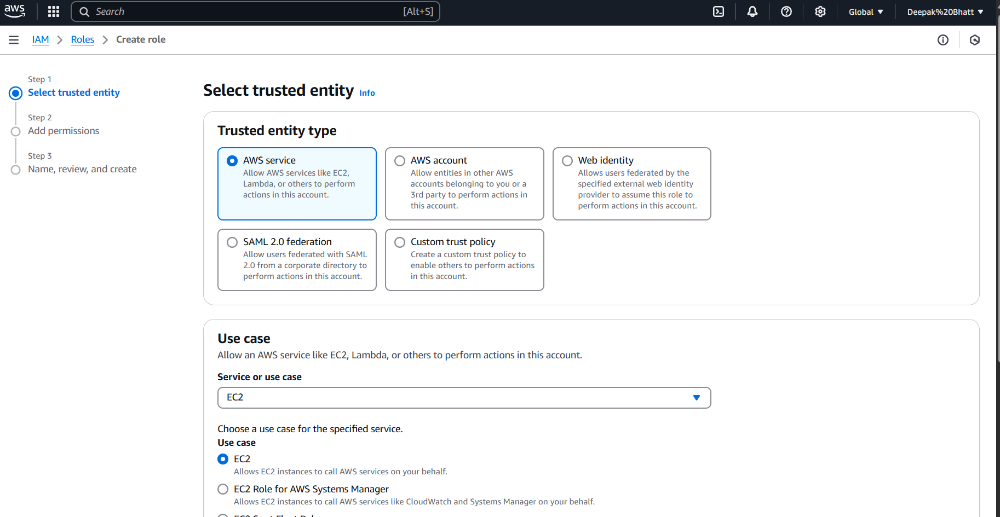 aws
Search
[Alt+S]
Global
Deepak%20Bhatt
IAM
Roles
Create role
Step 1
Select trusted entity
Step 2
Add permissions
Step 3
Name, review, and create
Select trusted entity Info
Trusted entity type
AWS service
Allow AWS services like EC2,
Lambda, or others to perform
actions in this account.
AWS account
Allow entities in other AWS
accounts belonging to you or a
3rd party to perform actions in
this account.
Web identity
Allows users federated by the
specified external web identity
provider to assume this role to
perform actions in this account.
SAML 2.0 federation
Allow users federated with SAML
2.0 from a corporate directory to
perform actions in this account.
Custom trust policy
Create a custom trust policy to
enable others to perform actions
in this account.
Use case
Allow an AWS service like EC2, Lambda, or others to perform actions in this account.
Service or use case
EC2
Choose a use case for the specified service.
Use case
EC2
Allows EC2 instances to call AWS services on your behalf.
EC2 Role for AWS Systems Manager
Allows EC2 instances to call AWS services like CloudWatch and Systems Manager on your behalf.